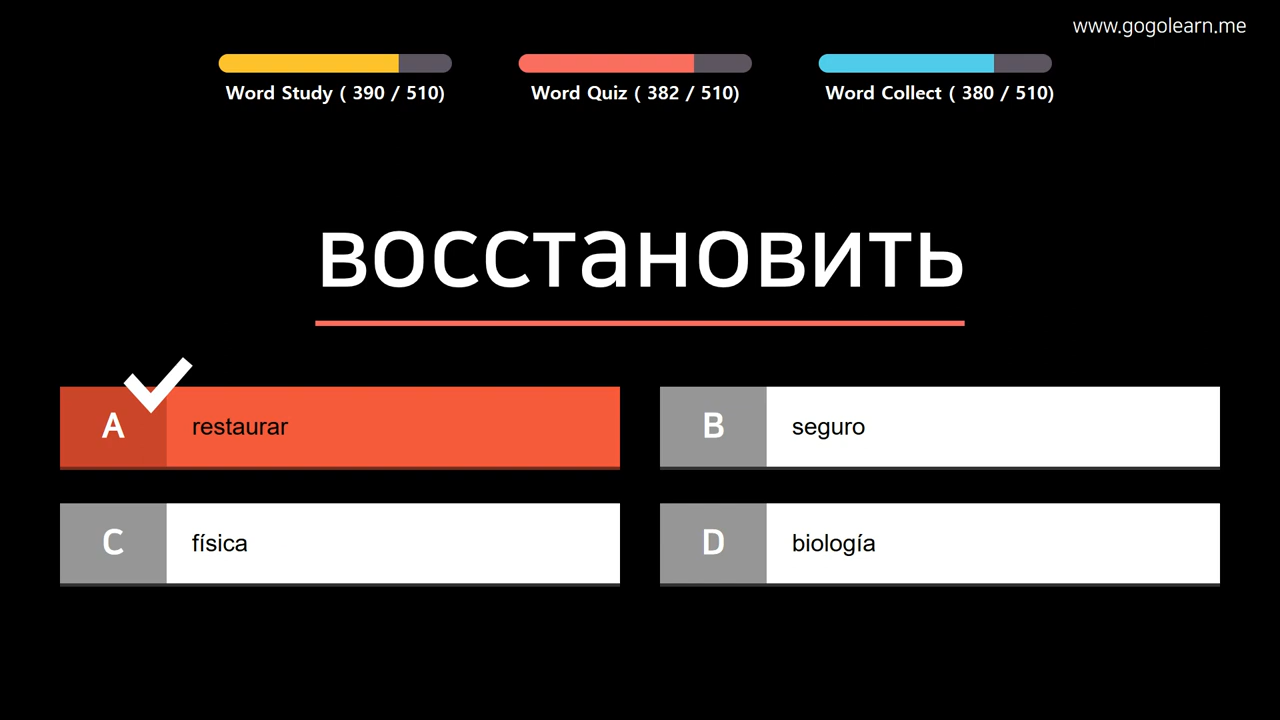 www.gogolearn.me
Word Study ( 390 / 510)
Word Quiz ( 382 / 510)
Word Collect ( 380 / 510)
восстановить
A restaurar
B seguro
C física
D biología